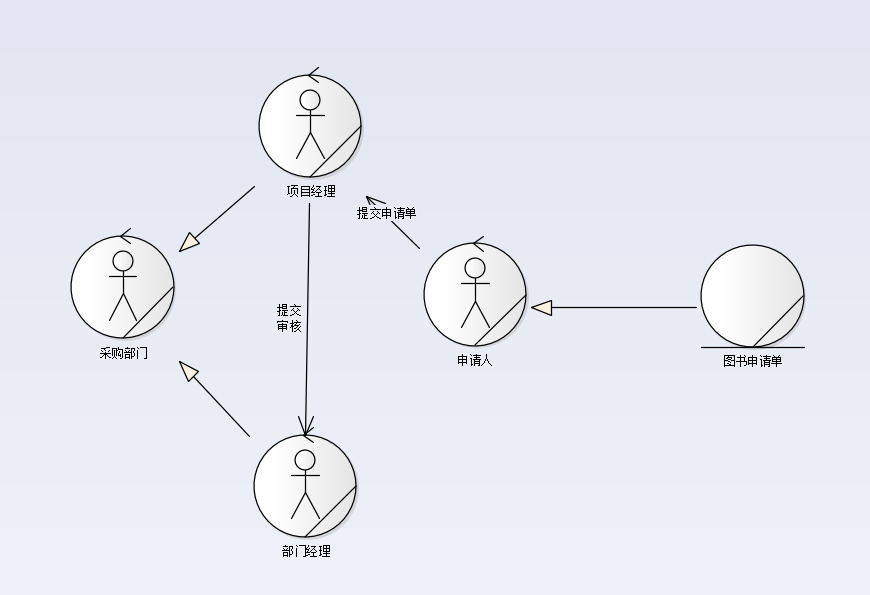 项目经理
提交申请单
提交
审核
采购部门
申请人
图书申请单
部门经理